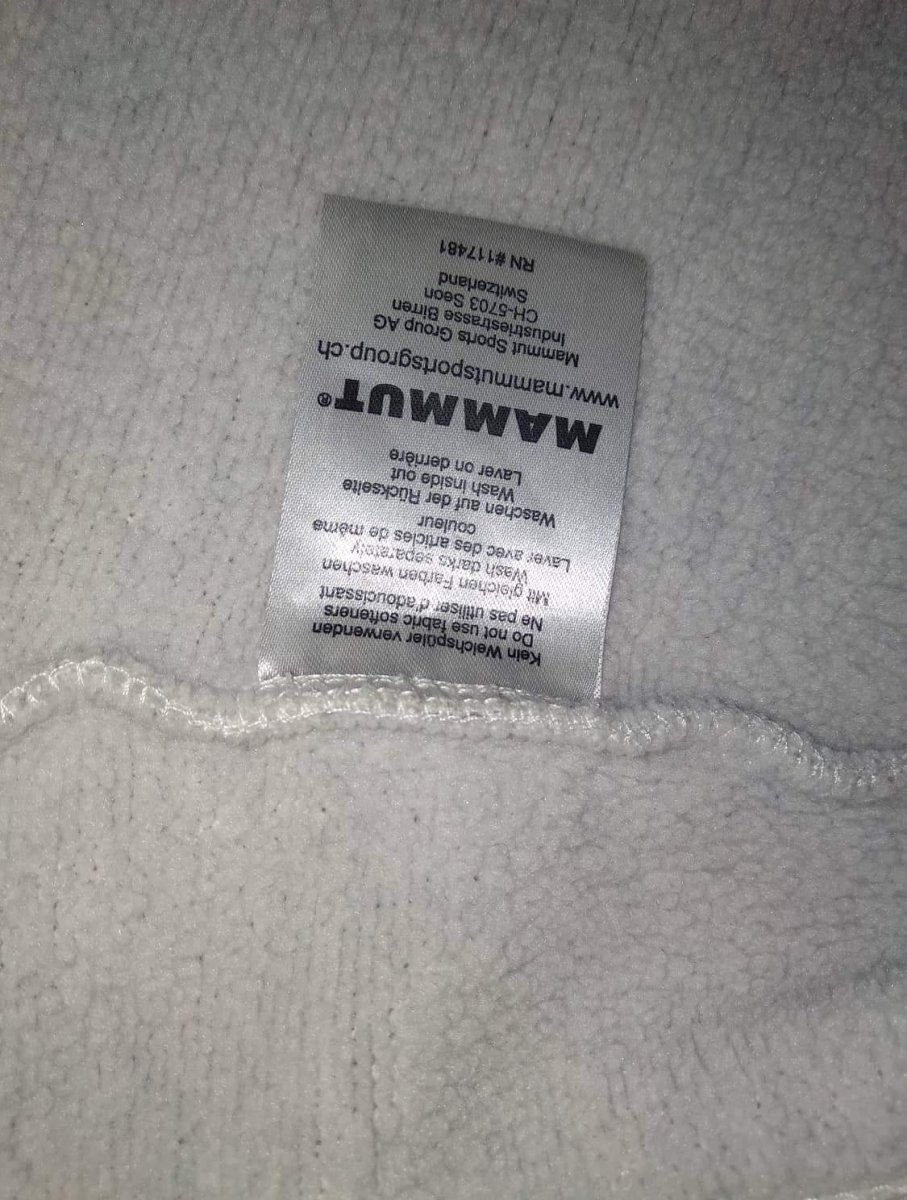 Kein Weichspüler verwenden
Do not use fabric softeners
Ne pas utiliser d'adoucissant
Mit gleichen Farben waschen
Wash darks separately
Laver avec des articles de même
couleur
Waschen auf der Rückseite
Wash inside out
Laver on derrière
MAMMUT®
www.mammutsportsgroup.ch
Mammut Sports Group AG
Industriestrasse Birren
CH-5703 Seon
Switzerland
RN #117481